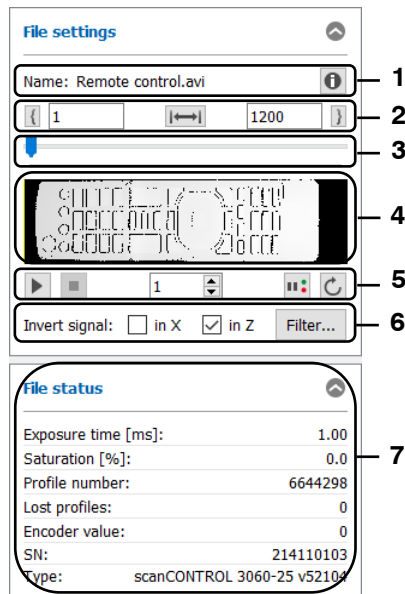 File settings
Name: Remote control.avi 1
{ 1 1200 } 2
3
4
1 5
Invert signal: in X in Z Filter... 6
File status
Exposure time [ms]: 1.00
Saturation [%]: 0.0
Profile number: 6644298 7
Lost profiles: 0
Encoder value: 0
SN: 214110103
Type: scanCONTROL 3060-25 v52104